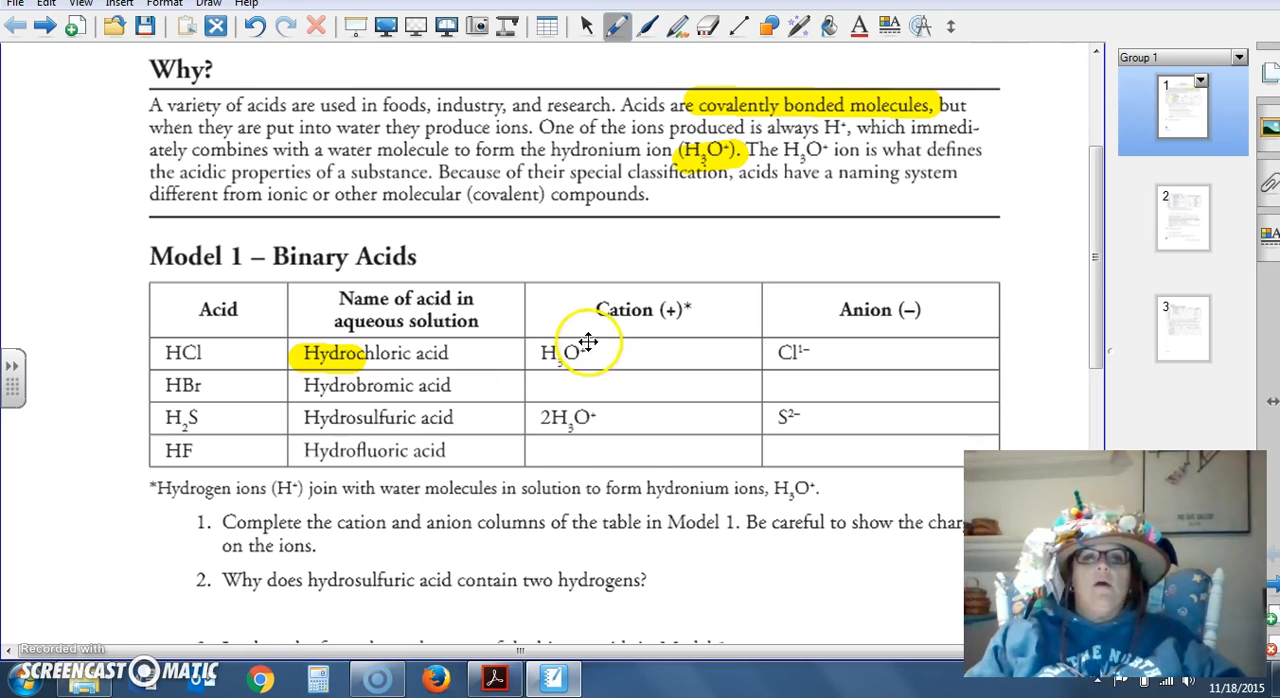 File Edit View Insert Format Draw Help
Group 1
Why?
A variety of acids are used in foods, industry, and research. Acids are covalently bonded molecules, but
when they are put into water they produce ions. One of the ions produced is always H⁺, which immedi-
ately combines with a water molecule to form the hydronium ion (H₃O⁺). The H₃O⁺ ion is what defines
the acidic properties of a substance. Because of their special classification, acids have a naming system
different from ionic or other molecular (covalent) compounds.
1
2
3
Model 1 – Binary Acids
Acid Name of acid in aqueous solution Cation (+)* Anion (–)
HCl Hydrochloric acid H₃O⁺ Cl¹⁻
HBr Hydrobromic acid
H₂S Hydrosulfuric acid 2H₃O⁺ S²⁻
HF Hydrofluoric acid
*Hydrogen ions (H⁺) join with water molecules in solution to form hydronium ions, H₃O⁺.
1. Complete the cation and anion columns of the table in Model 1. Be careful to show the char
on the ions.
2. Why does hydrosulfuric acid contain two hydrogens?
Recorded with
SCREENCAST MATIC
THE NORTH
11/18/2015